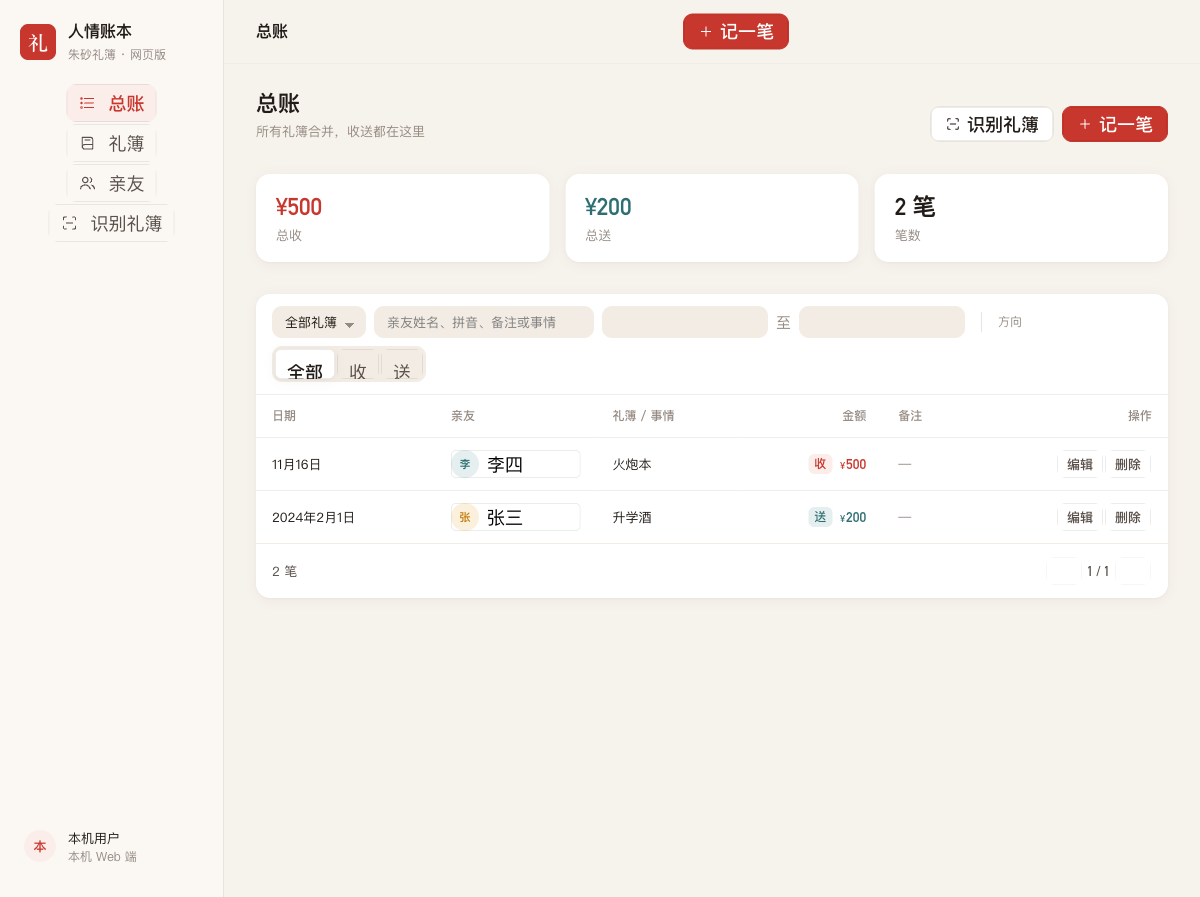 礼
人情账本
朱砂礼簿 · 网页版
总账
礼簿
亲友
识别礼簿
总账
+ 记一笔
总账
所有礼簿合并，收送都在这里
识别礼簿
+ 记一笔
¥500
总收
¥200
总送
2 笔
笔数
全部礼簿 亲友姓名、拼音、备注或事情 至 方向
全部 收 送
日期 亲友 礼簿 / 事情 金额 备注 操作
11月16日 李 李四 火炮本 收 ¥500 — 编辑 删除
2024年2月1日 张 张三 升学酒 送 ¥200 — 编辑 删除
2 笔 1 / 1
本
本机用户
本机 Web 端